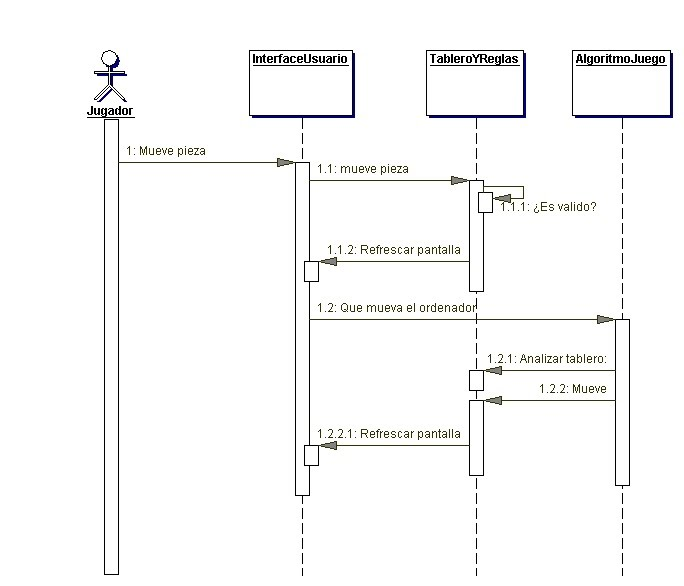 InterfaceUsuario
TableroYReglas
AlgoritmoJuego
Jugador
1: Mueve pieza
1.1: mueve pieza
1.1.1: ¿Es valido?
1.1.2: Refrescar pantalla
1.2: Que mueva el ordenador
1.2.1: Analizar tablero:
1.2.2: Mueve
1.2.2.1: Refrescar pantalla